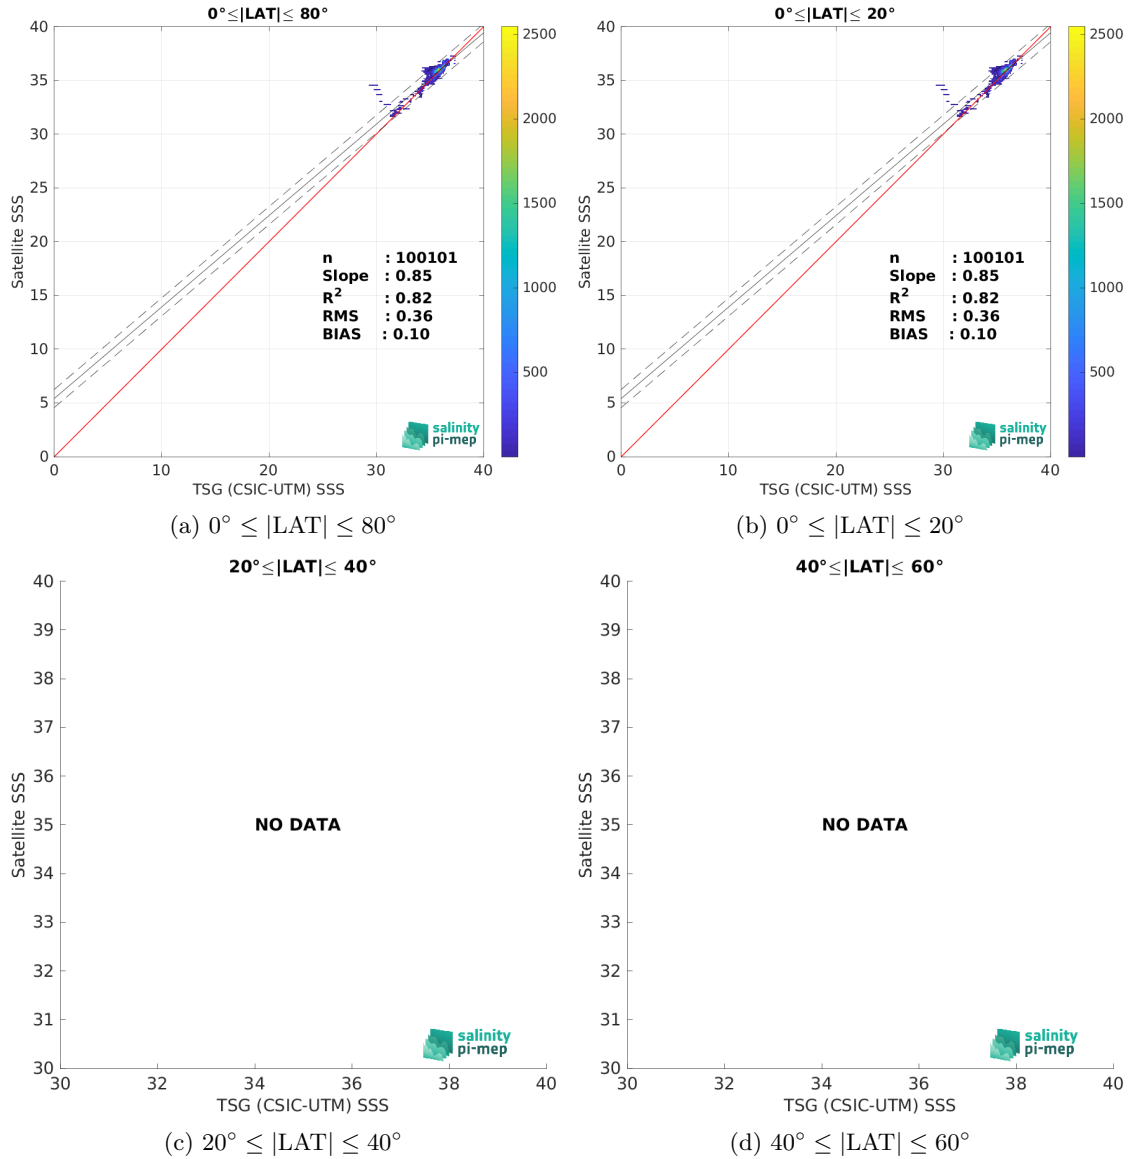 0°≤|LAT|≤ 80°
40
35
30
25
20
15
10
5
0
Satellite SSS
0
10
20
30
40
TSG (CSIC-UTM) SSS
n : 100101
Slope : 0.85
R² : 0.82
RMS : 0.36
BIAS : 0.10
salinity
pi-mep
2500
2000
1500
1000
500
(a) 0° ≤ |LAT| ≤ 80°
0°≤|LAT|≤ 20°
40
35
30
25
20
15
10
5
0
Satellite SSS
0
10
20
30
40
TSG (CSIC-UTM) SSS
n : 100101
Slope : 0.85
R² : 0.82
RMS : 0.36
BIAS : 0.10
salinity
pi-mep
2500
2000
1500
1000
500
(b) 0° ≤ |LAT| ≤ 20°
20°≤|LAT|≤ 40°
40
39
38
37
36
35
34
33
32
31
30
Satellite SSS
NO DATA
salinity
pi-mep
30
32
34
36
38
40
TSG (CSIC-UTM) SSS
(c) 20° ≤ |LAT| ≤ 40°
40°≤|LAT|≤ 60°
40
39
38
37
36
35
34
33
32
31
30
Satellite SSS
NO DATA
salinity
pi-mep
30
32
34
36
38
40
TSG (CSIC-UTM) SSS
(d) 40° ≤ |LAT| ≤ 60°